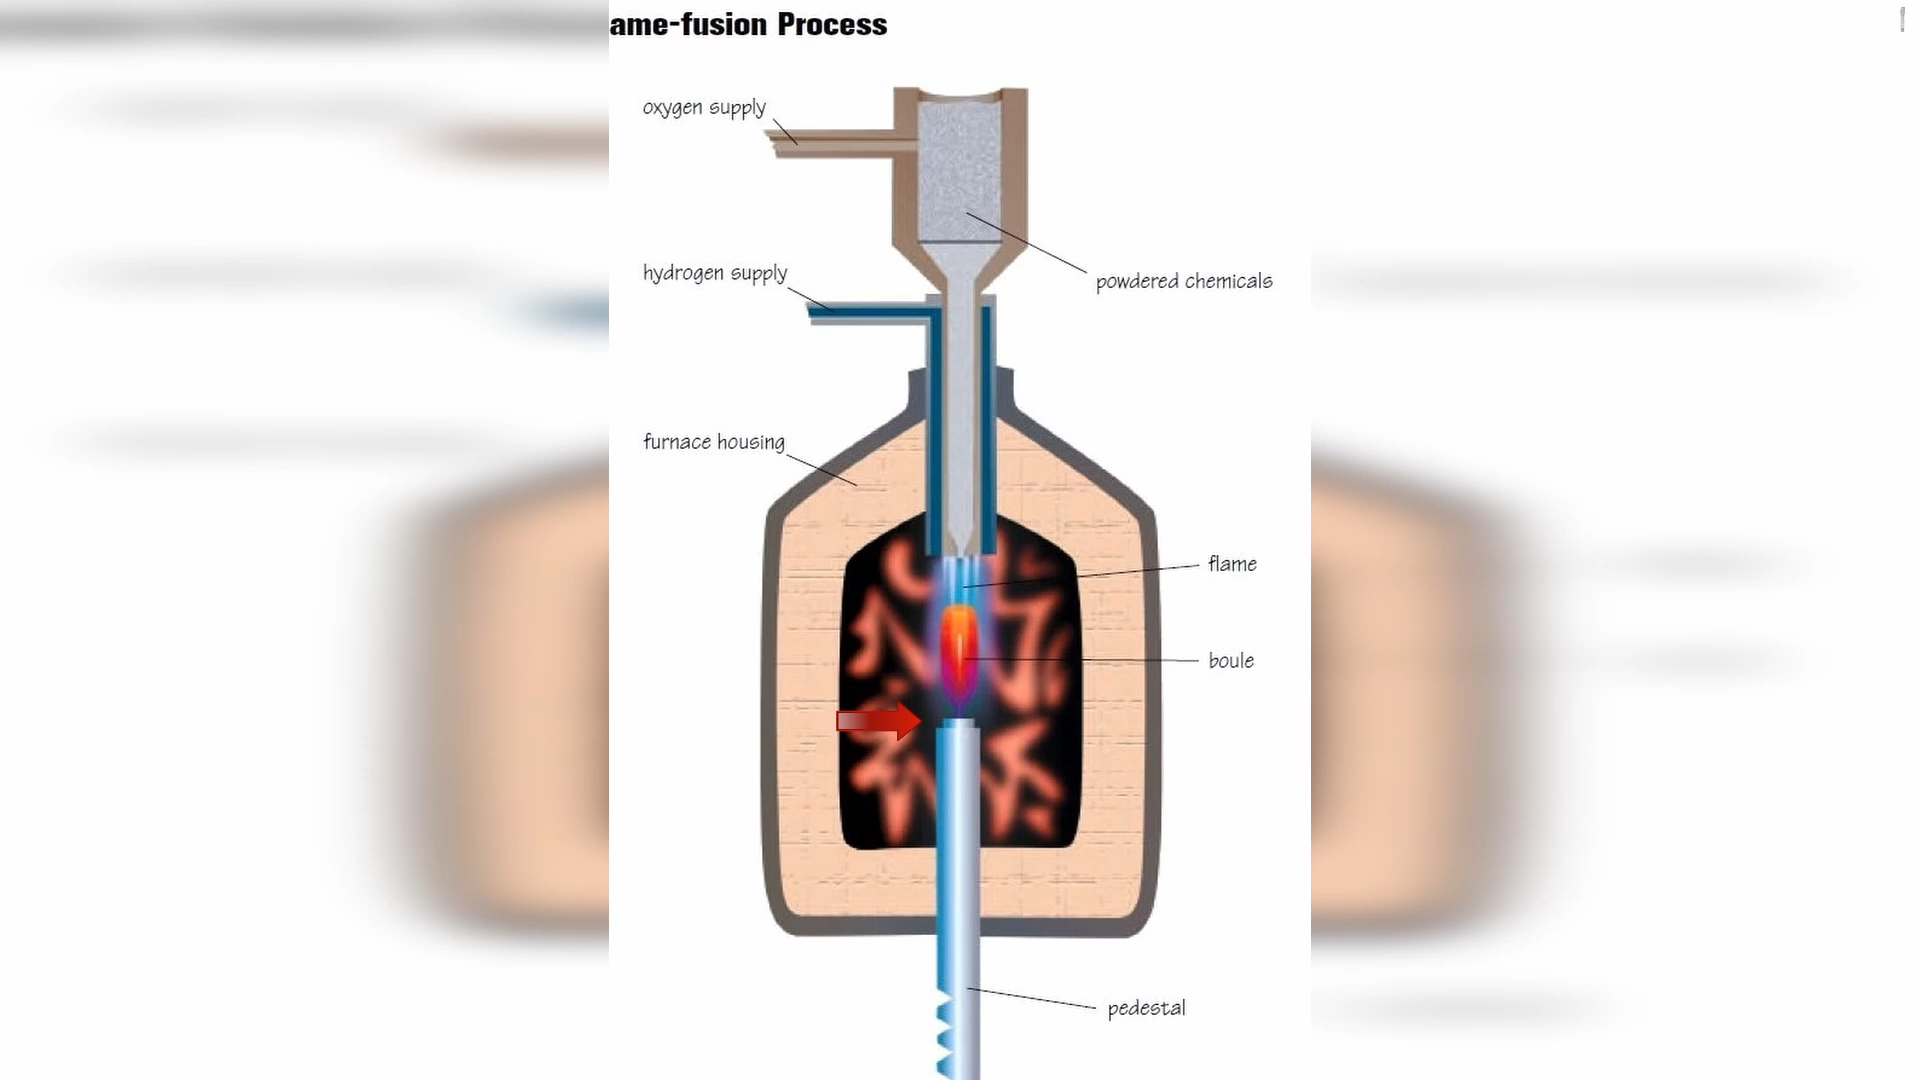 ame-fusion Process
oxygen supply
hydrogen supply
powdered chemicals
furnace housing
flame
boule
pedestal